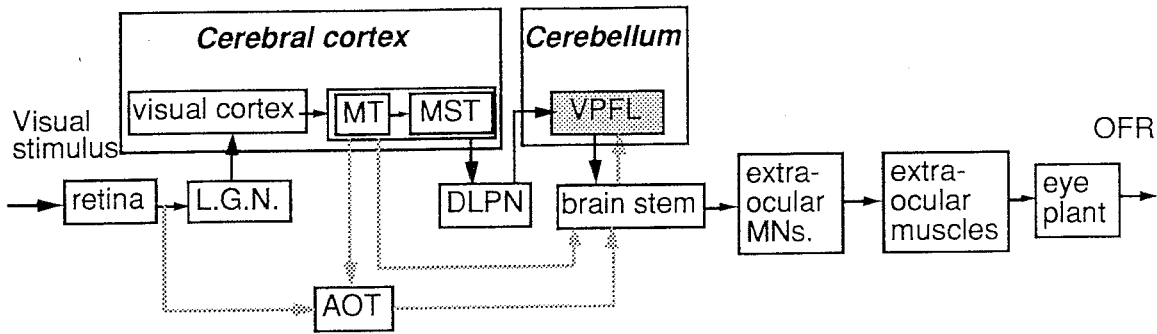 Cerebral cortex
Cerebellum
visual cortex
MT
MST
VPFL
Visual
stimulus
OFR
retina
L.G.N.
DLPN
brain stem
extra-
ocular
MNs.
extra-
ocular
muscles
eye
plant
AOT